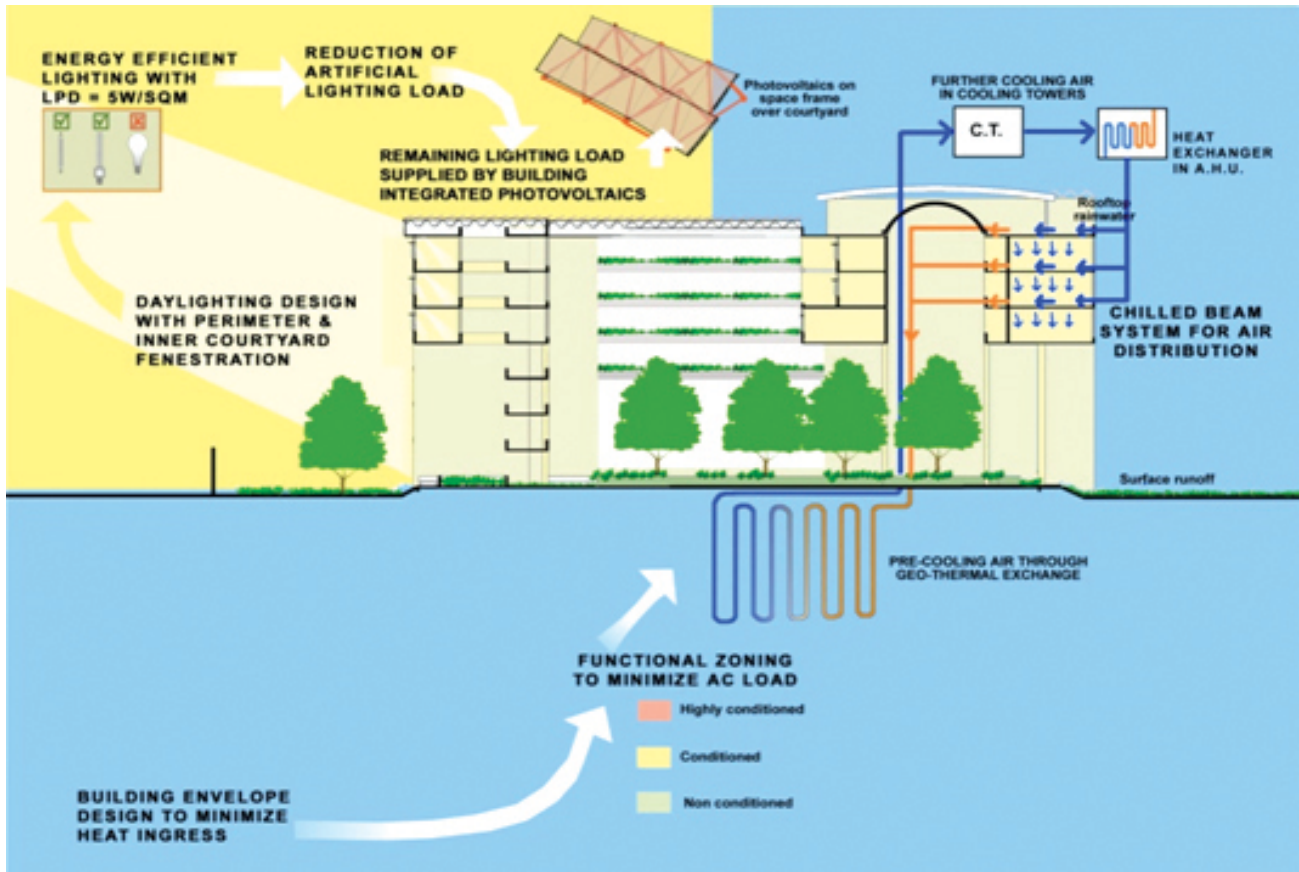 ENERGY EFFICIENT
LIGHTING WITH
LPD = 5W/SQM
REDUCTION OF
ARTIFICIAL
LIGHTING LOAD
Photovoltaics on
space frame
over courtyard
REMAINING LIGHTING LOAD
SUPPLIED BY BUILDING
INTEGRATED PHOTOVOLTAICS
FURTHER COOLING AIR
IN COOLING TOWERS
C.T.
HEAT
EXCHANGER
IN A.H.U.
Rooftop
rainwater
DAYLIGHTING DESIGN
WITH PERIMETER &
INNER COURTYARD
FENESTRATION
CHILLED BEAM
SYSTEM FOR AIR
DISTRIBUTION
Surface runoff
PRE-COOLING AIR THROUGH
GEO-THERMAL EXCHANGE
FUNCTIONAL ZONING
TO MINIMIZE AC LOAD
Highly conditioned
Conditioned
Non conditioned
BUILDING ENVELOPE
DESIGN TO MINIMIZE
HEAT INGRESS